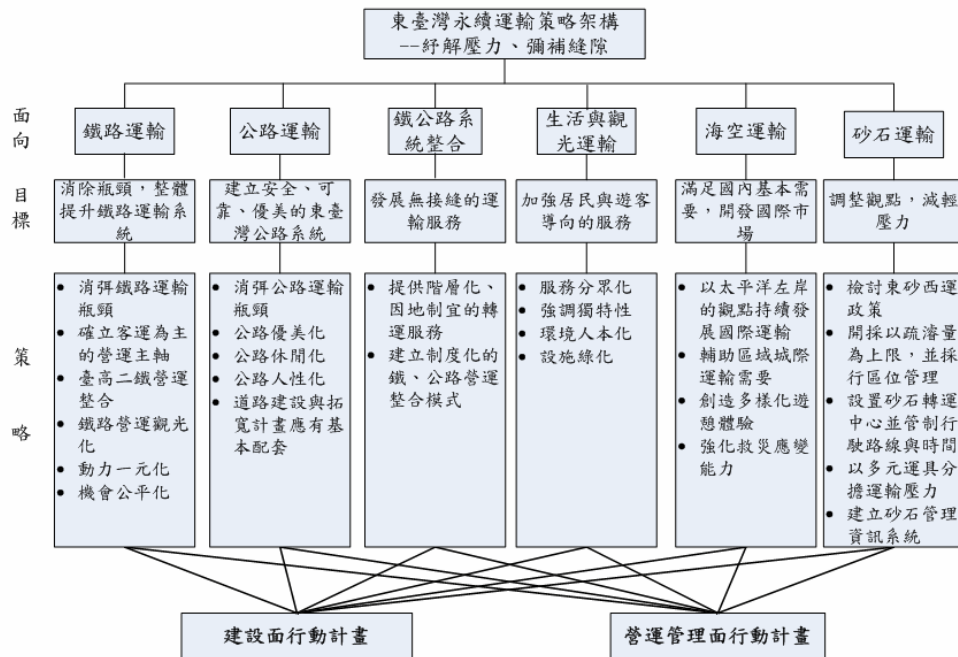 東臺灣永續運輸策略架構
--紓解壓力、彌補縫隙
面
向
鐵路運輸
公路運輸
鐵公路系
統整合
生活與觀
光運輸
海空運輸
砂石運輸
目
標
消除瓶頸，整體
提升鐵路運輸系
統
建立安全、可
靠、優美的東臺
灣公路系統
發展無接縫的運
輸服務
加強居民與遊客
導向的服務
滿足國內基本需
要，開發國際市
場
調整觀點，減輕
壓力
策
略
• 消弭鐵路運輸
瓶頸
• 確立客運為主
的營運主軸
• 臺高二鐵營運
整合
• 鐵路營運觀光
化
• 動力一元化
• 機會公平化
• 消弭公路運輸
瓶頸
• 公路優美化
• 公路休閒化
• 公路人性化
• 道路建設與拓
寬計畫應有基
本配套
• 提供階層化、
因地制宜的轉
運服務
• 建立制度化的
鐵、公路營運
整合模式
• 服務分眾化
• 強調獨特性
• 環境人本化
• 設施綠化
• 以太平洋左岸
的觀點持續發
展國際運輸
• 輔助區域城際
運輸需要
• 創造多樣化遊
憩體驗
• 強化救災應變
能力
• 檢討東砂西運
政策
• 開採以疏濬量
為上限，並採
行區位管理
• 設置砂石轉運
中心並管制行
駛路線與時間
• 以多元運具分
擔運輸壓力
• 建立砂石管理
資訊系統
建設面行動計畫
營運管理面行動計畫